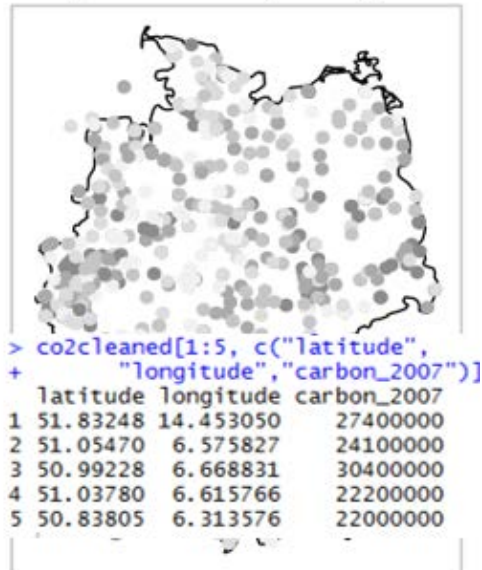 > co2cleaned[1:5, c("latitude",
+ "longitude","carbon_2007")]
latitude longitude carbon_2007
1 51.83248 14.453050 27400000
2 51.05470 6.575827 24100000
3 50.99228 6.668831 30400000
4 51.03780 6.615766 22200000
5 50.83805 6.313576 22000000